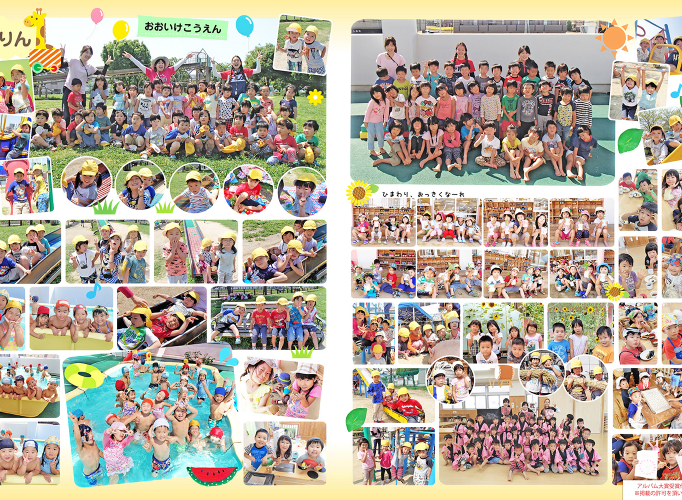 りん
おおいけこうえん
ひまわり、おっきくなーれ
アルバム大賞受賞
※掲載の許可を頂い